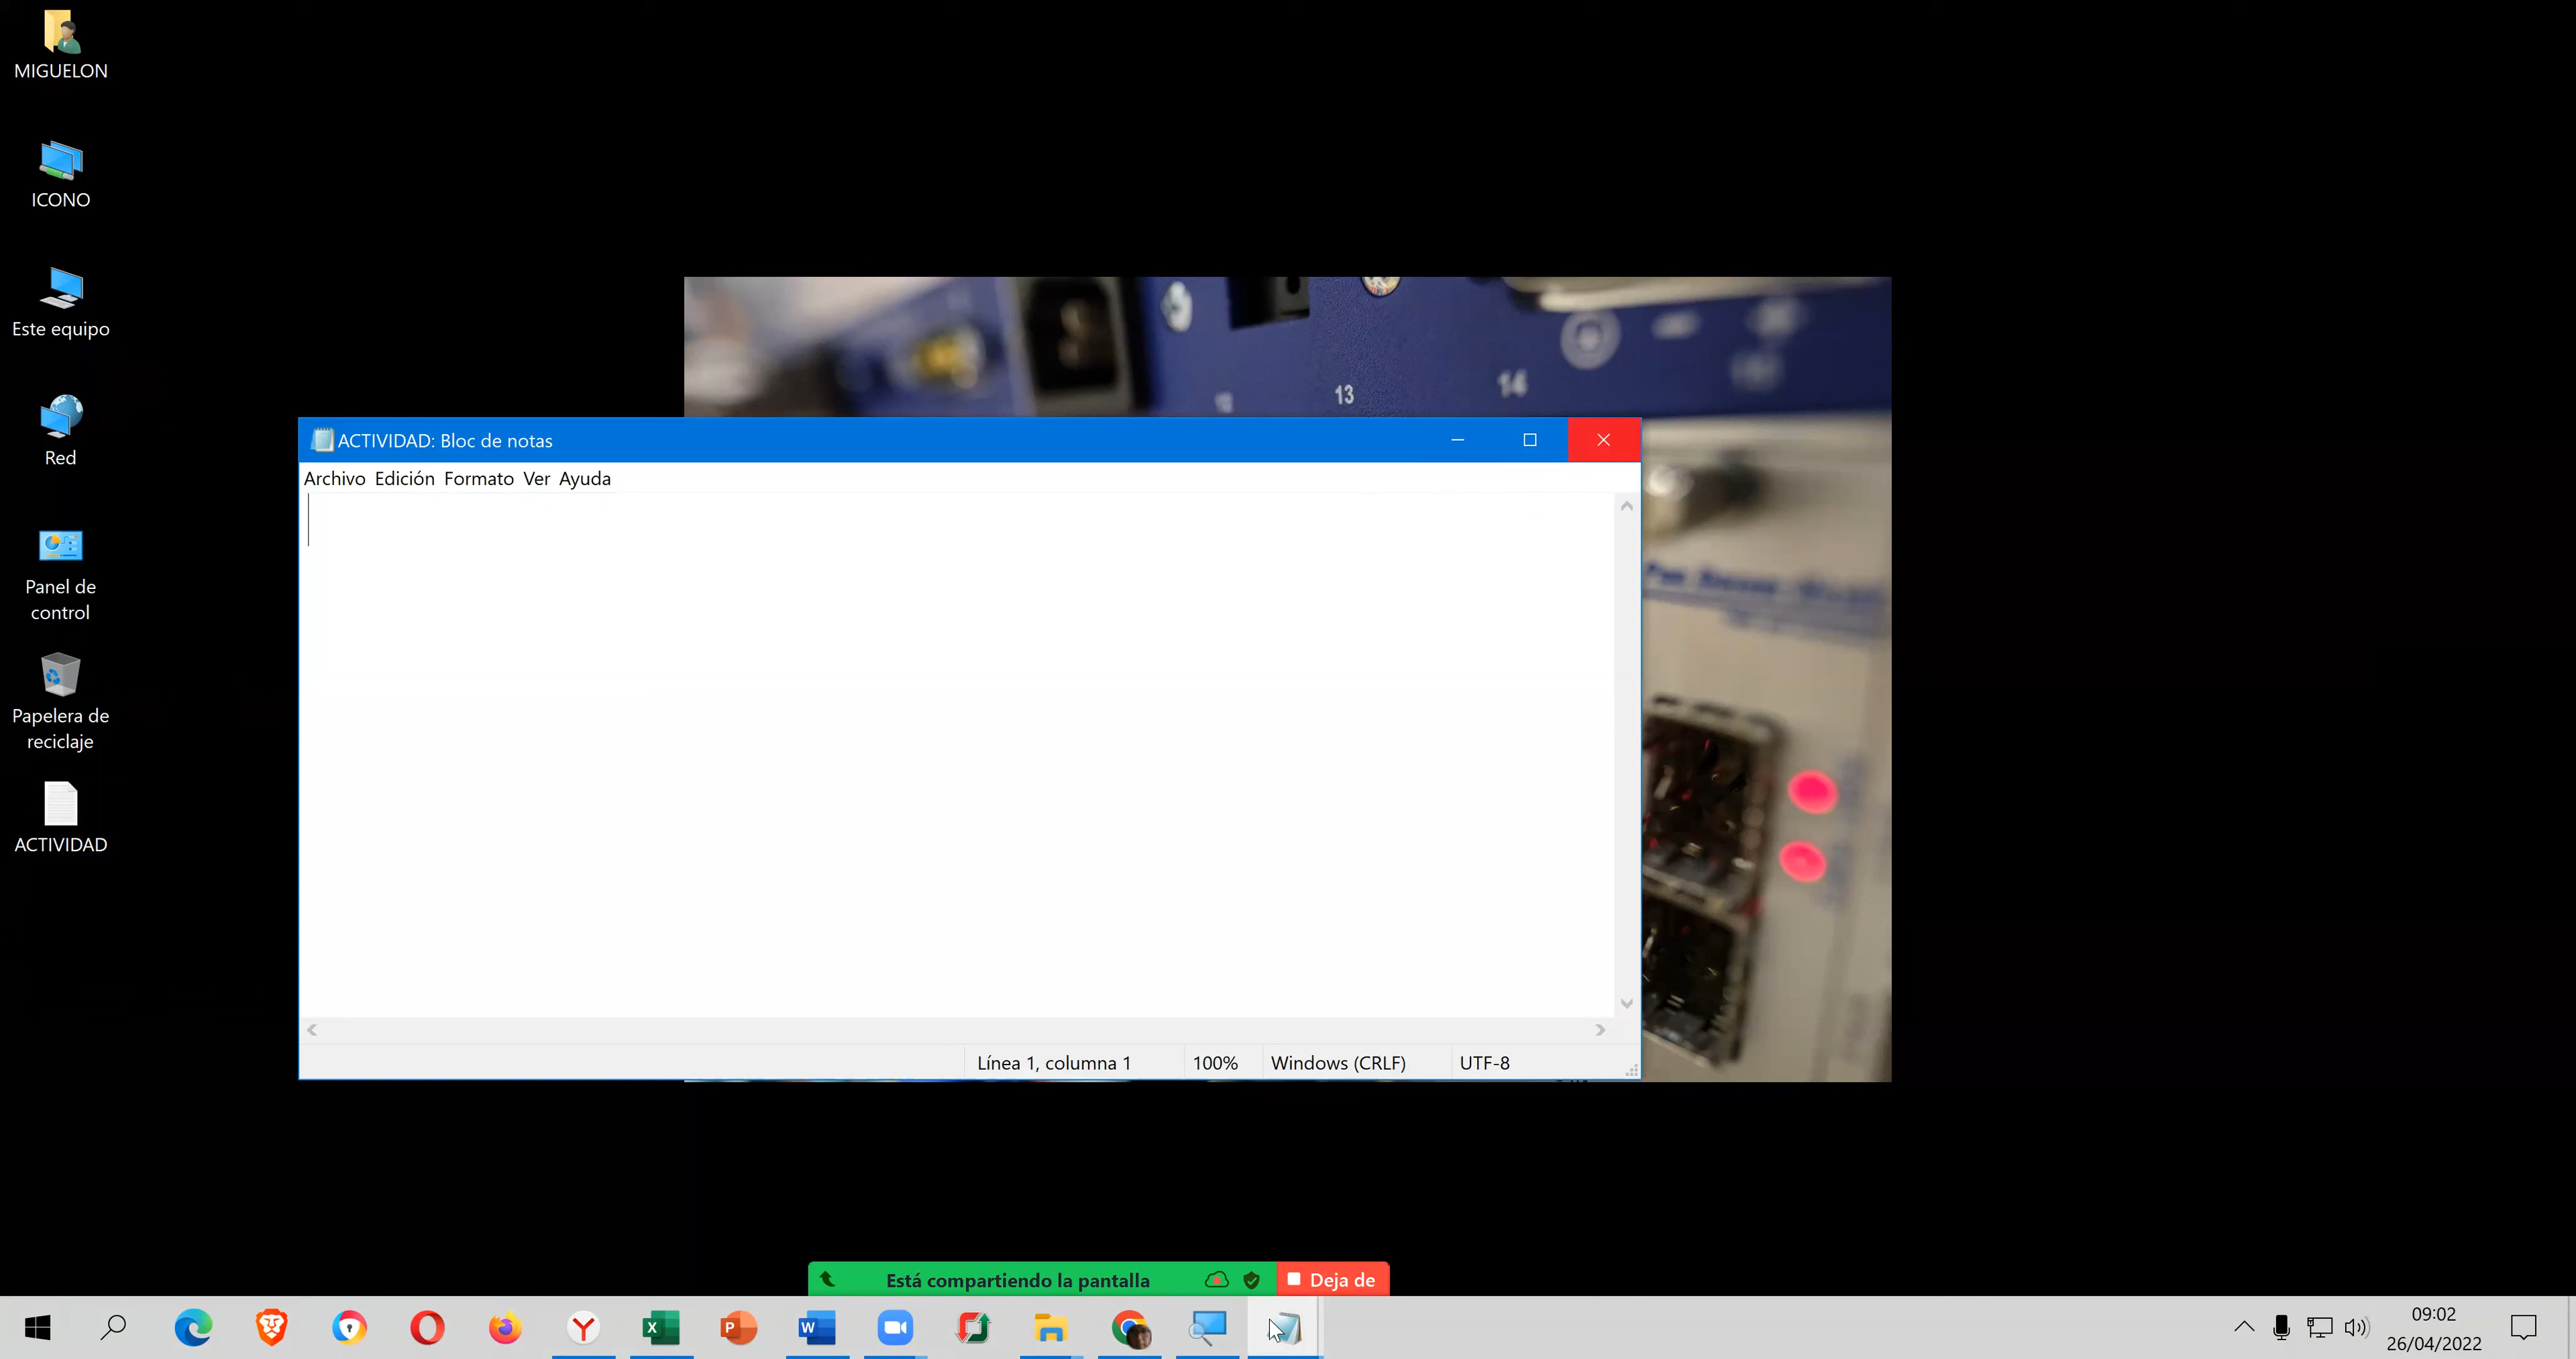 MIGUELON
ICONO
Este equipo
Red
Panel de
control
Papelera de
reciclaje
ACTIVIDAD
13
14
ACTIVIDAD: Bloc de notas
Archivo Edición Formato Ver Ayuda
Línea 1, columna 1
100%
Windows (CRLF)
UTF-8
Está compartiendo la pantalla
Deja de
09:02
26/04/2022